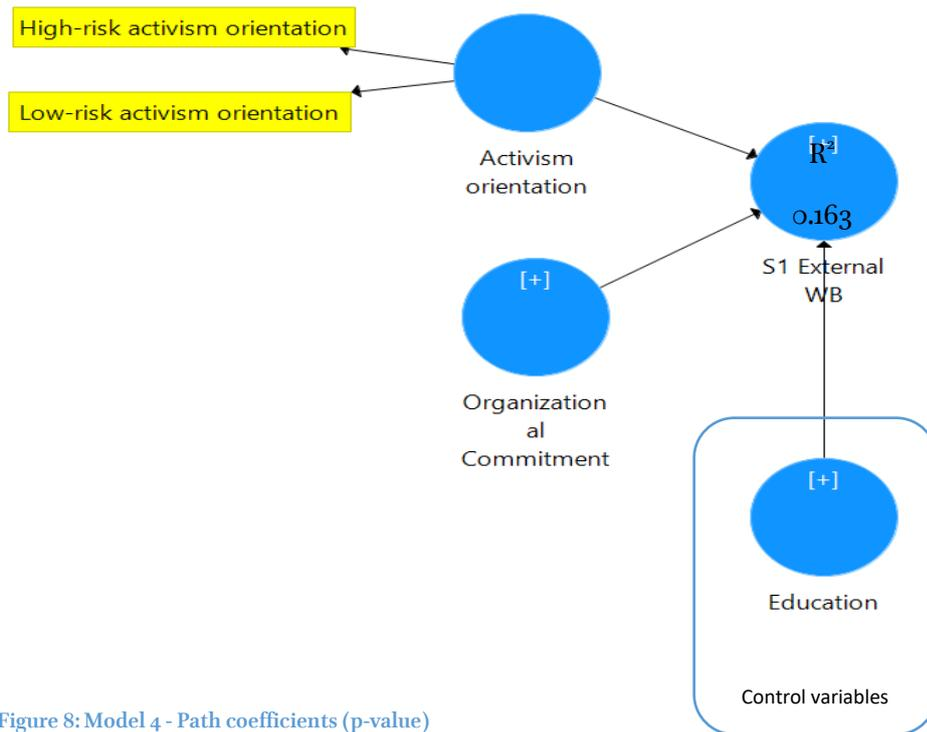 High-risk activism orientation
Low-risk activism orientation
Activism
orientation
[+]
R²
0.163
S1 External
WB
[+]
Organization
al
Commitment
[+]
Education
Control variables
Figure 8: Model 4 - Path coefficients (p-value)